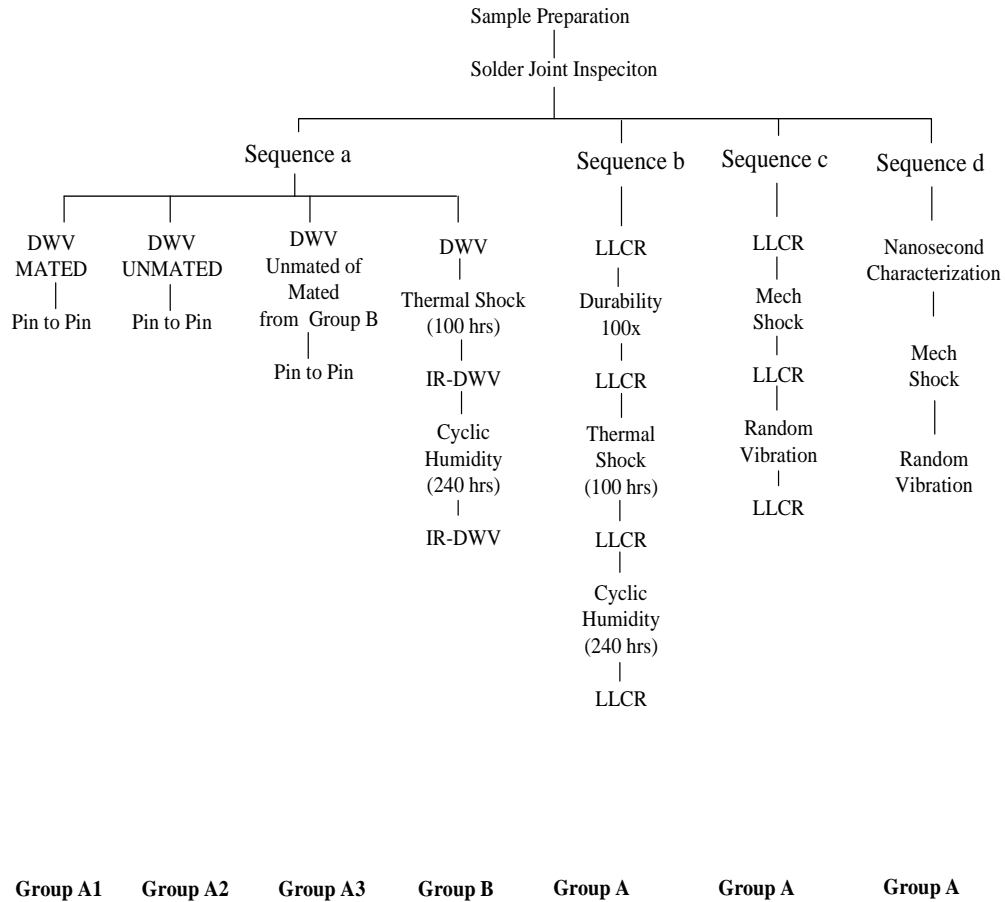 Sample Preparation
Solder Joint Inspeciton
Sequence a
DWV
MATED
Pin to Pin
DWV
UNMATED
Pin to Pin
DWV
Unmated of
Mated
from Group B
Pin to Pin
DWV
Thermal Shock
(100 hrs)
IR-DWV
Cyclic
Humidity
(240 hrs)
IR-DWV
Sequence b
LLCR
Durability
100x
LLCR
Thermal
Shock
(100 hrs)
LLCR
Cyclic
Humidity
(240 hrs)
LLCR
Sequence c
LLCR
Mech
Shock
LLCR
Random
Vibration
LLCR
Sequence d
Nanosecond
Characterization
Mech
Shock
Random
Vibration
Group A1
Group A2
Group A3
Group B
Group A
Group A
Group A